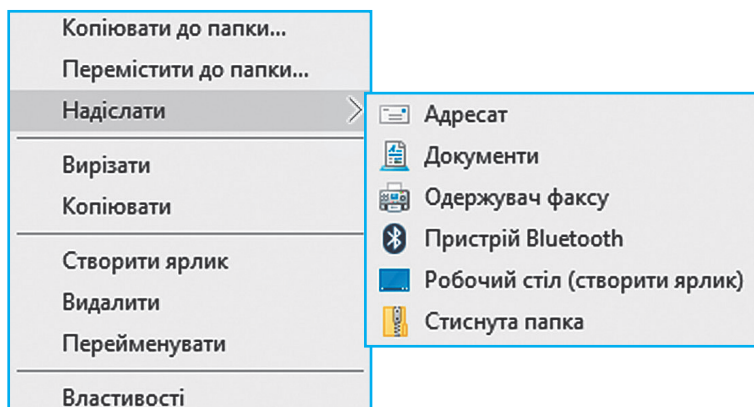 Копіювати до папки...
Перемістити до папки...
Надіслати
Вирізати
Копіювати
Створити ярлик
Видалити
Перейменувати
Властивості
Адресат
Документи
Одержувач факсу
Пристрій Bluetooth
Робочий стіл (створити ярлик)
Стиснута папка